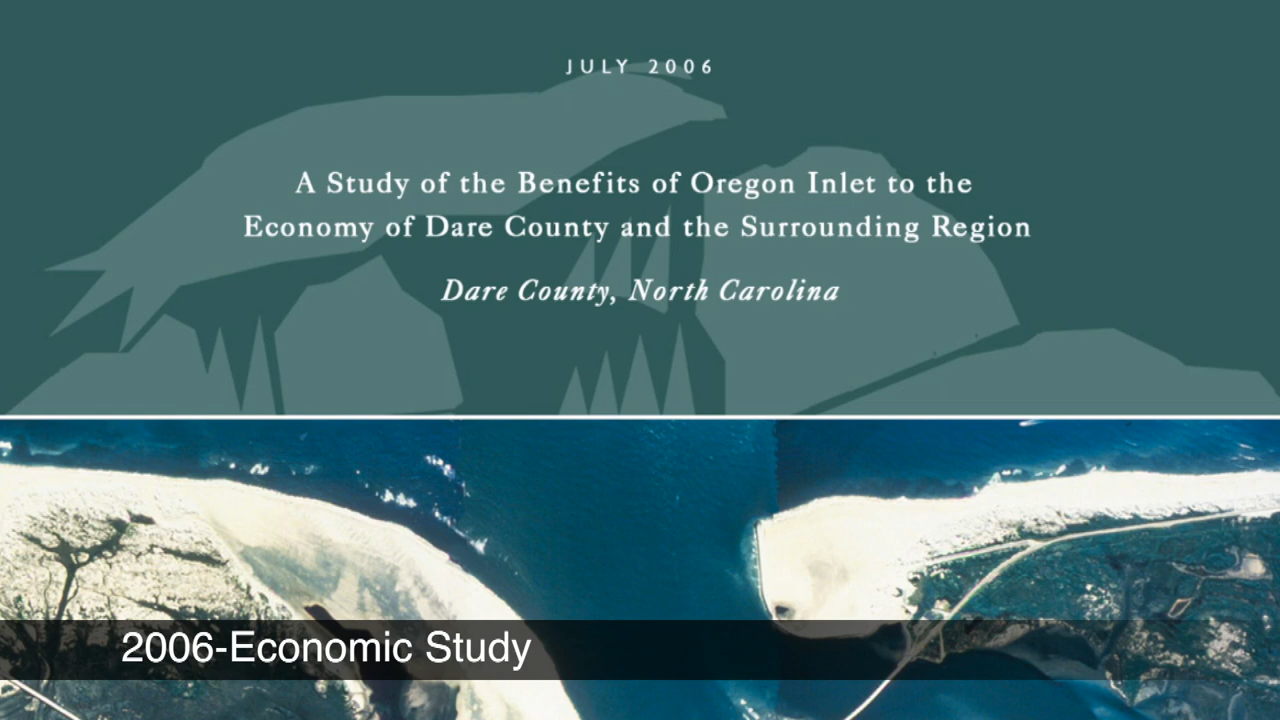 JULY 2006
A Study of the Benefits of Oregon Inlet to the
Economy of Dare County and the Surrounding Region
Dare County, North Carolina
2006-Economic Study